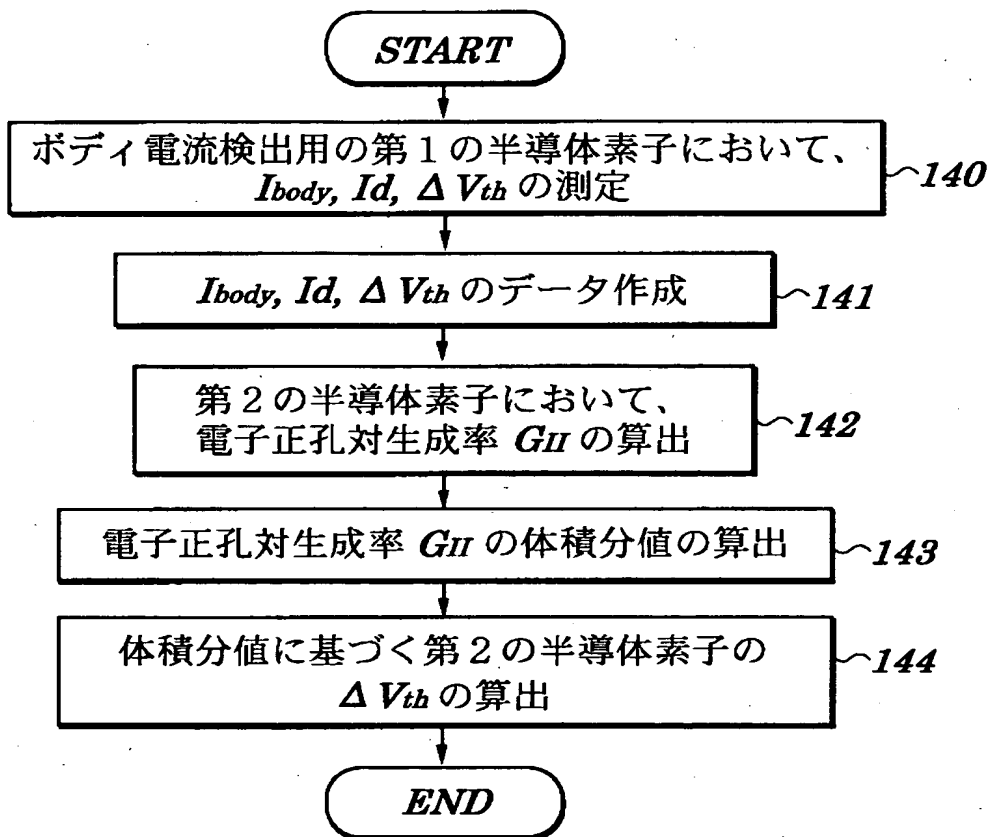 START
ボディ電流検出用の第1の半導体素子において、
Ibody, Id, Δ Vth の測定
140
Ibody, Id, Δ Vth のデータ作成
141
第2の半導体素子において、
電子正孔対生成率 GII の算出
142
電子正孔対生成率 GII の体積分値の算出
143
体積分値に基づく第2の半導体素子の
Δ Vth の算出
144
END